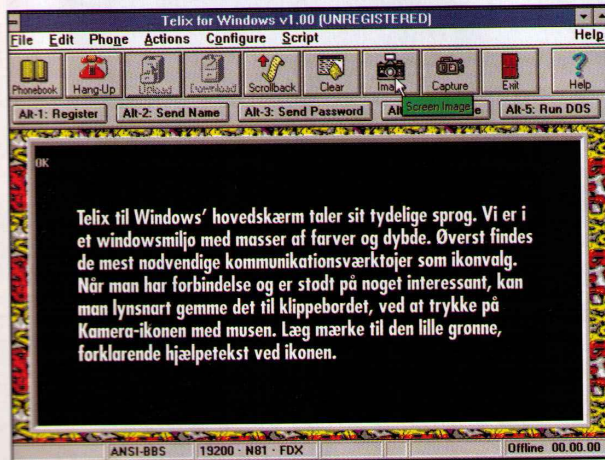 Telix for Windows v1.00 (UNREGISTERED)
File Edit Phone Actions Configure Script Help
Phonebook Hang-Up Upload Download Scrollback Clear Imag Capture Exit Help
Alt-1: Register Alt-2: Send Name Alt-3: Send Password Al e Alt-5: Run DOS
Screen Image
OK
Telix til Windows' hovedskærm taler sit tydelige sprog. Vi er i
et windowsmiljø med masser af farver og dybde. Øverst findes
de mest nodvendige kommunikationsværktojer som ikonvalg.
Når man har forbindelse og er stodt på noget interessant, kan
man lynsnart gemme det til klippebordet, ved at trykke på
Kamera-ikonen med musen. Læg mærke til den lille gronne,
forklarende hjælpetekst ved ikonen.
ANSI-BBS 19200 · N81 · FDX Offline 00.00.00